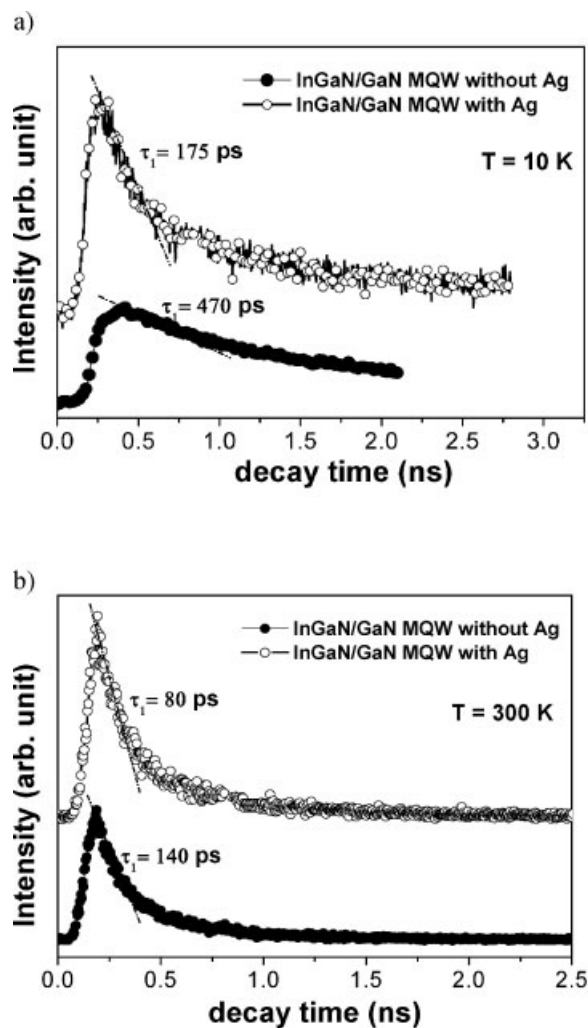 a)
InGaN/GaN MQW without Ag
InGaN/GaN MQW with Ag
τ₁= 175 ps
T = 10 K
τ₁= 470 ps
Intensity (arb. unit)
0.0 0.5 1.0 1.5 2.0 2.5 3.0
decay time (ns)
b)
InGaN/GaN MQW without Ag
InGaN/GaN MQW with Ag
τ₁= 80 ps
T = 300 K
τ₁= 140 ps
Intensity (arb. unit)
0.0 0.5 1.0 1.5 2.0 2.5
decay time (ns)